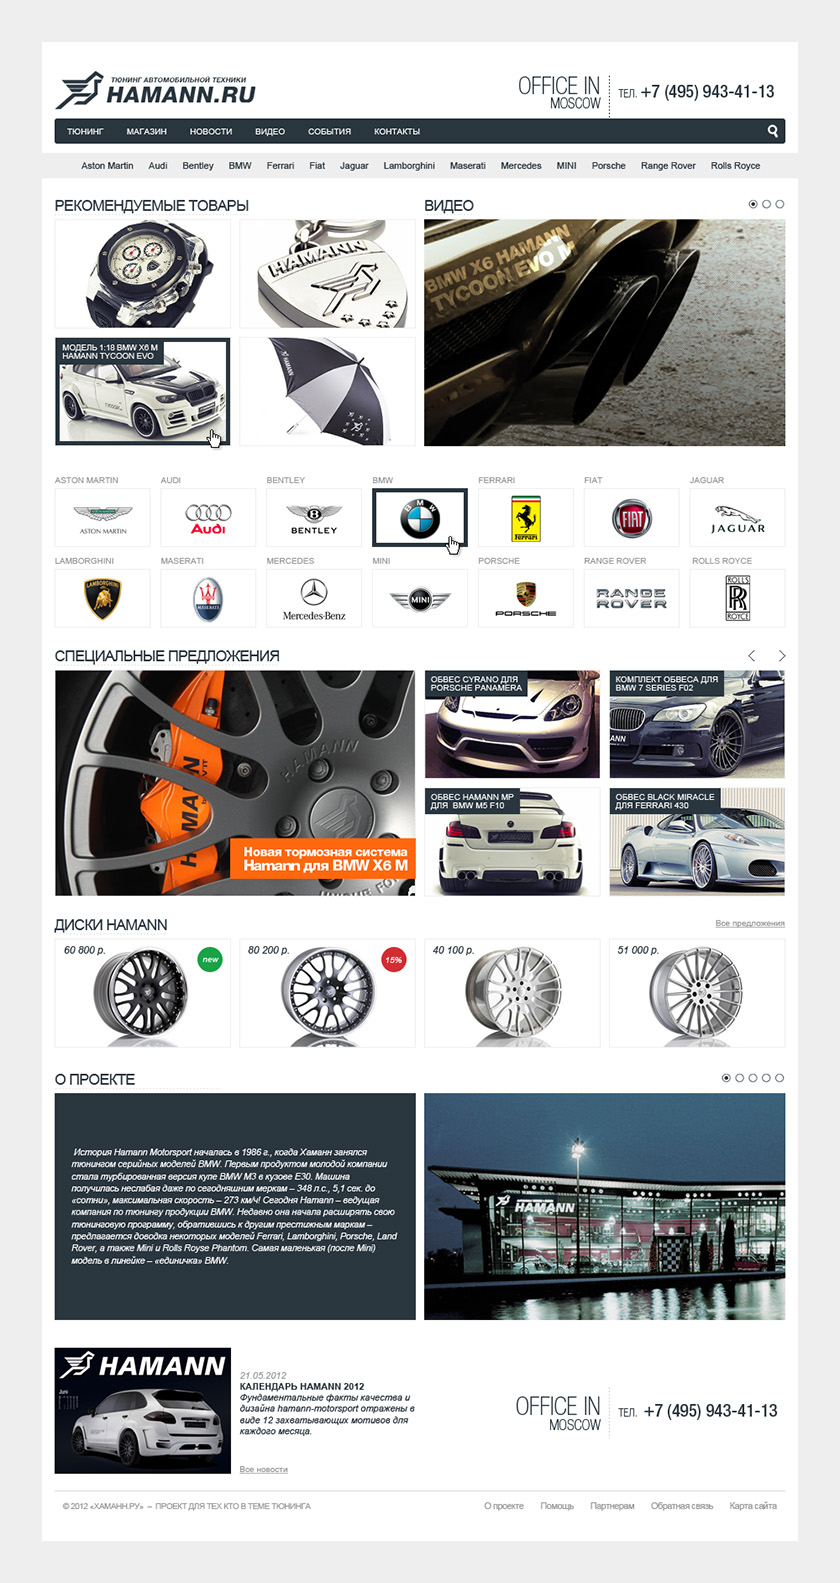 ТЮНИНГ АВТОМОБИЛЬНОЙ ТЕХНИКИ
HAMANN.RU
OFFICE IN
MOSCOW
ТЕЛ. +7 (495) 943-41-13
ТЮНИНГ МАГАЗИН НОВОСТИ ВИДЕО СОБЫТИЯ КОНТАКТЫ
Aston Martin Audi Bentley BMW Ferrari Fiat Jaguar Lamborghini Maserati Mercedes MINI Porsche Range Rover Rolls Royce
РЕКОМЕНДУЕМЫЕ ТОВАРЫ
HAMANN
МОДЕЛЬ 1:18 BMW X6 M
HAMANN TYCOON EVO
ВИДЕО
BMW X6 HAMANN
TYCOON EVO M
ASTON MARTIN AUDI BENTLEY BMW FERRARI FIAT JAGUAR
ASTON MARTIN Audi BENTLEY BMW Ferrari FIAT JAGUAR
LAMBORGHINI MASERATI MERCEDES MINI PORSCHE RANGE ROVER ROLLS ROYCE
LAMBORGHINI MASERATI Mercedes-Benz MINI PORSCHE RANGE ROVER ROLLS RR ROYCE
СПЕЦИАЛЬНЫЕ ПРЕДЛОЖЕНИЯ
HAMANN
HAMANN
Новая тормозная система
Hamann для BMW X6 M
ОБВЕС CYRANO ДЛЯ
PORSCHE PANAMERA
КОМПЛЕКТ ОБВЕСА ДЛЯ
BMW 7 SERIES F02
ОБВЕС HAMANN MP
ДЛЯ BMW M5 F10
ОБВЕС BLACK MIRACLE
ДЛЯ FERRARI 430
ДИСКИ HAMANN
Все предложения
60 800 р.
new
80 200 р.
15%
40 100 р.
51 000 р.
О ПРОЕКТЕ
История Hamann Motorsport началась в 1986 г., когда Хаманн занялся
тюнингом серийных моделей BMW. Первым продуктом молодой компании
стала турбированная версия купе BMW M3 в кузове E30. Машина
получилась неслабая даже по сегодняшним меркам – 348 л.с., 5,1 сек. до
«сотни», максимальная скорость – 273 км/ч! Сегодня Hamann – ведущая
компания по тюнингу продукции BMW. Недавно она начала расширять свою
тюнинговую программу, обратившись к другим престижным маркам –
предлагается доводка некоторых моделей Ferrari, Lamborghini, Porsche, Land
Rover, а также Mini и Rolls Royse Phantom. Самая маленькая (после Mini)
модель в линейке – «единичка» BMW.
HAMANN
HAMANN
Juni
21.05.2012
КАЛЕНДАРЬ HAMANN 2012
Фундаментальные факты качества и
дизайна hamann-motorsport отражены в
виде 12 захватывающих мотивов для
каждого месяца.
Все новости
OFFICE IN
MOSCOW
ТЕЛ. +7 (495) 943-41-13
© 2012 «ХАМАНН.РУ» – ПРОЕКТ ДЛЯ ТЕХ КТО В ТЕМЕ ТЮНИНГА
О проекте Помощь Партнерам Обратная связь Карта сайта